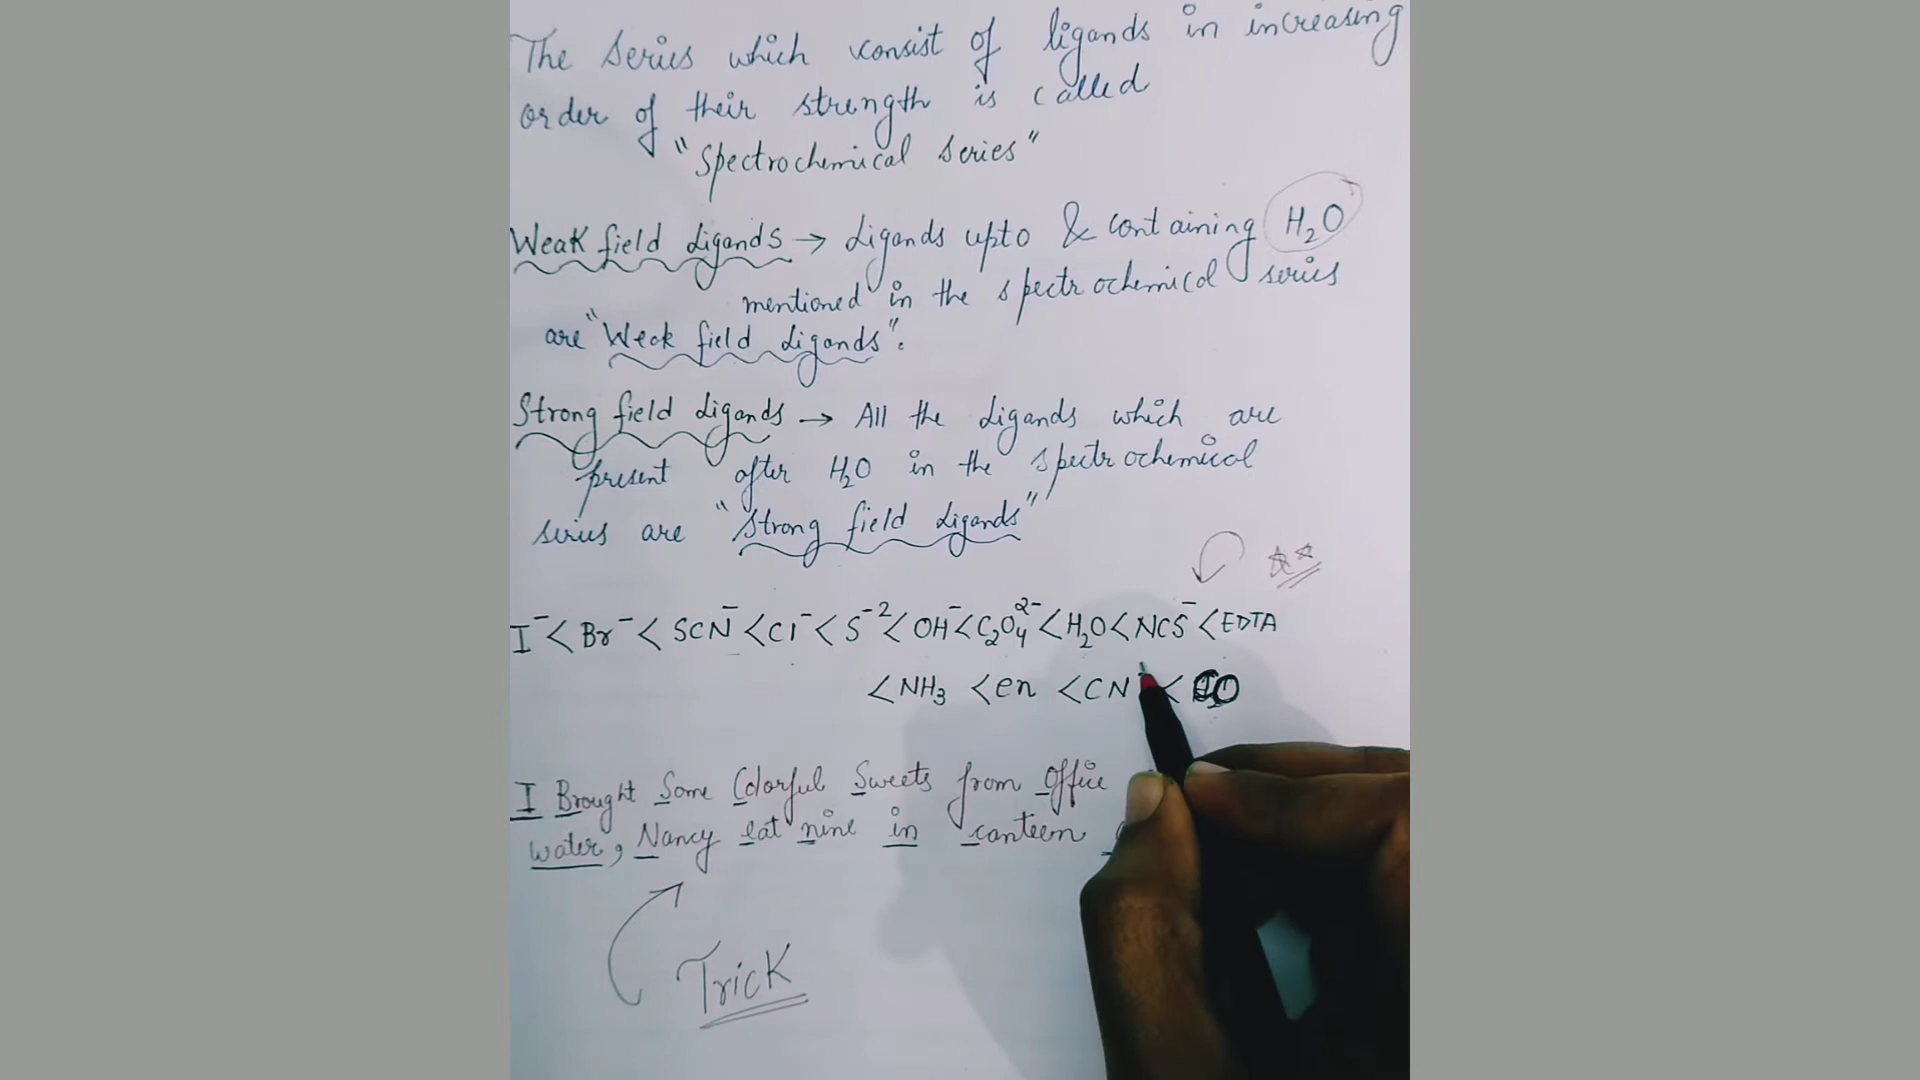 The series which consist of ligands in increasing
order of their strength is called
"Spectrochemical series"
Weak field Ligands → Ligands upto & containing H₂O
mentioned in the spectrochemical series
are "Weak field Ligands".
Strong field Ligands → All the Ligands which are
present after H₂O in the spectrochemical
series are "Strong field Ligands"
I⁻ < Br⁻ < SCN⁻ < Cl⁻ < S⁻² < OH⁻ < C₂O₄²⁻ < H₂O < NCS⁻ < EDTA
< NH₃ < en < CN⁻ < CO
I Brought Some Colorful Sweets from Office
water, Nancy eat nine in canteen
Trick